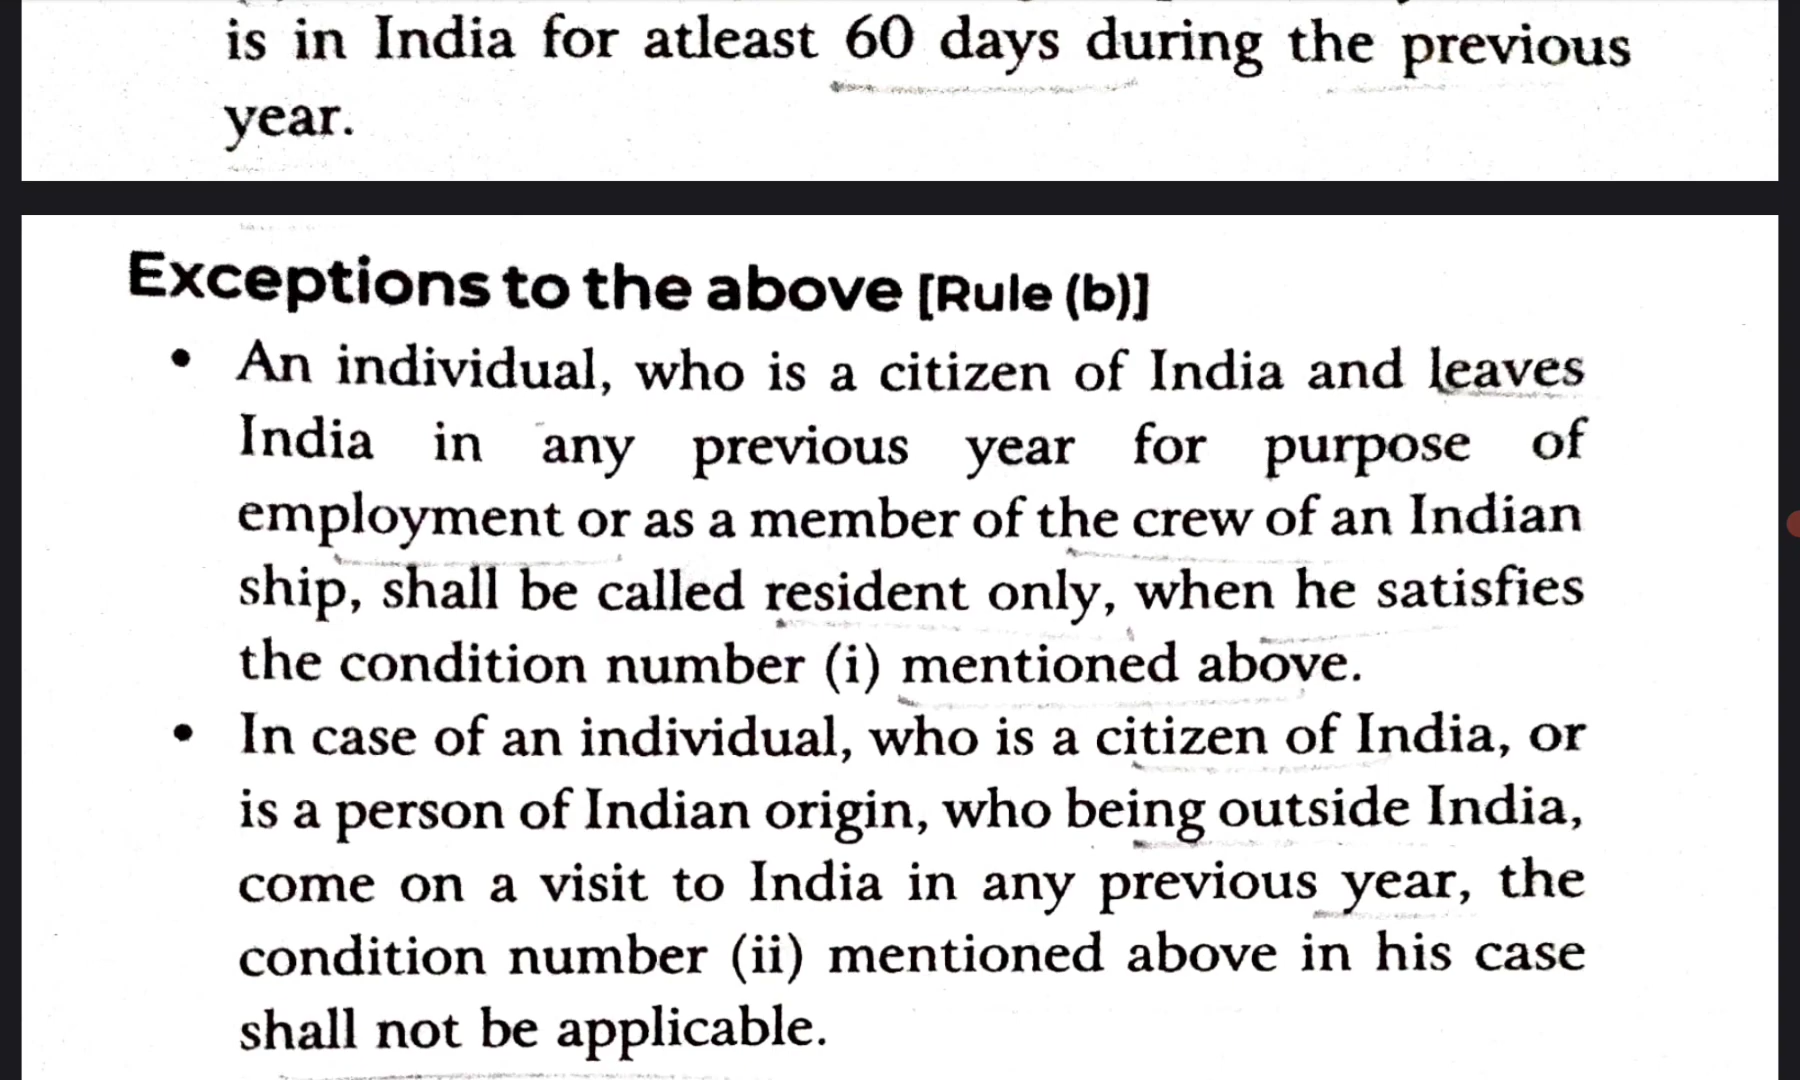 is in India for atleast 60 days during the previous
year.
Exceptions to the above [Rule (b)]
• An individual, who is a citizen of India and leaves
India in any previous year for purpose of
employment or as a member of the crew of an Indian
ship, shall be called resident only, when he satisfies
the condition number (i) mentioned above.
• In case of an individual, who is a citizen of India, or
is a person of Indian origin, who being outside India,
come on a visit to India in any previous year, the
condition number (ii) mentioned above in his case
shall not be applicable.